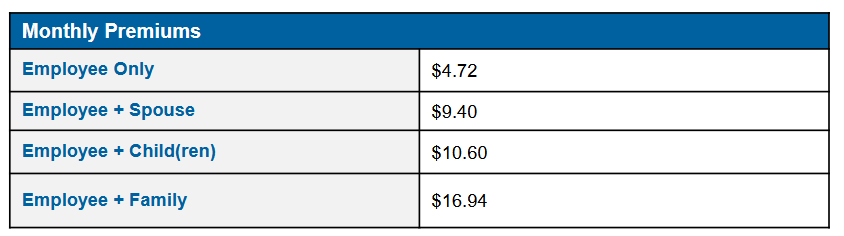 Monthly Premiums
Employee Only $4.72
Employee + Spouse $9.40
Employee + Child(ren) $10.60
Employee + Family $16.94